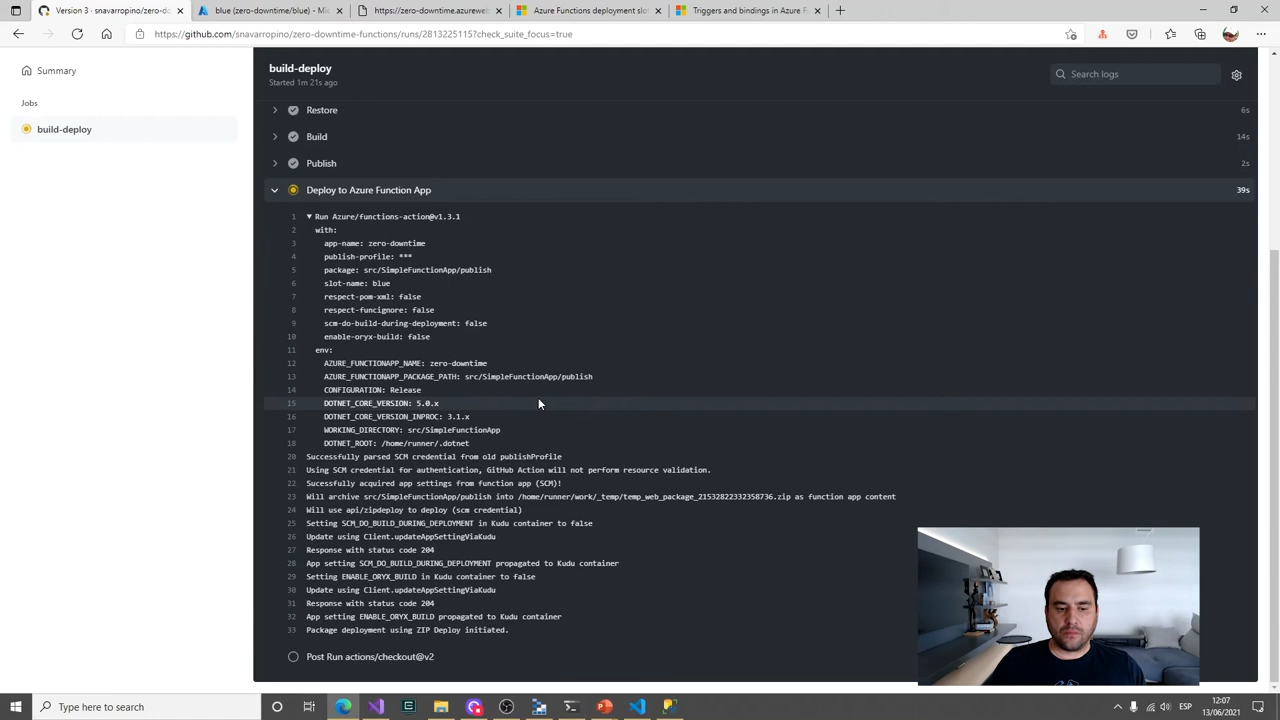 Version 3 · snavarropino/zero-do
blue (zero-downtime/blue) - Mic
https://zero-downtime.azureweb
Azure Functions deployment slot
Triggers and bindings in Azure F
https://github.com/snavarropino/zero-downtime-functions/runs/2813225115?check_suite_focus=true
Summary
Jobs
build-deploy
build-deploy
Started 1m 21s ago
Search logs
Restore 6s
Build 14s
Publish 2s
Deploy to Azure Function App 39s
1 Run Azure/functions-action@v1.3.1
2 with:
3 app-name: zero-downtime
4 publish-profile: ***
5 package: src/SimpleFunctionApp/publish
6 slot-name: blue
7 respect-pom-xml: false
8 respect-funcignore: false
9 scm-do-build-during-deployment: false
10 enable-oryx-build: false
11 env:
12 AZURE_FUNCTIONAPP_NAME: zero-downtime
13 AZURE_FUNCTIONAPP_PACKAGE_PATH: src/SimpleFunctionApp/publish
14 CONFIGURATION: Release
15 DOTNET_CORE_VERSION: 5.0.x
16 DOTNET_CORE_VERSION_INPROC: 3.1.x
17 WORKING_DIRECTORY: src/SimpleFunctionApp
18 DOTNET_ROOT: /home/runner/.dotnet
20 Successfully parsed SCM credential from old publishProfile
21 Using SCM credential for authentication, GitHub Action will not perform resource validation.
22 Sucessfully acquired app settings from function app (SCM)!
23 Will archive src/SimpleFunctionApp/publish into /home/runner/work/_temp/temp_web_package_21532822332358736.zip as function app content
24 Will use api/zipdeploy to deploy (scm credential)
25 Setting SCM_DO_BUILD_DURING_DEPLOYMENT in Kudu container to false
26 Update using Client.updateAppSettingViaKudu
27 Response with status code 204
28 App setting SCM_DO_BUILD_DURING_DEPLOYMENT propagated to Kudu container
29 Setting ENABLE_ORYX_BUILD in Kudu container to false
30 Update using Client.updateAppSettingViaKudu
31 Response with status code 204
32 App setting ENABLE_ORYX_BUILD propagated to Kudu container
33 Package deployment using ZIP Deploy initiated.
Post Run actions/checkout@v2
Type here to search
ESP
12:07
13/06/2021